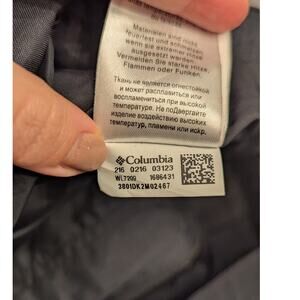 Materialien sind nicht
feuerfest und schmelzen
wenn sie extremer Hitze
ausgesetzt werden.
Vermeiden Sie starke Hitze,
Flammen oder Funken.
Ткань не является огнестойкой
и может расплавиться или
воспламениться при высокой
температуре. Не подвергайте
изделие воздействию высоких
температур, пламени или искр.
Columbia
216 0216 03123
WL7209 1686431
3801DK2M02467